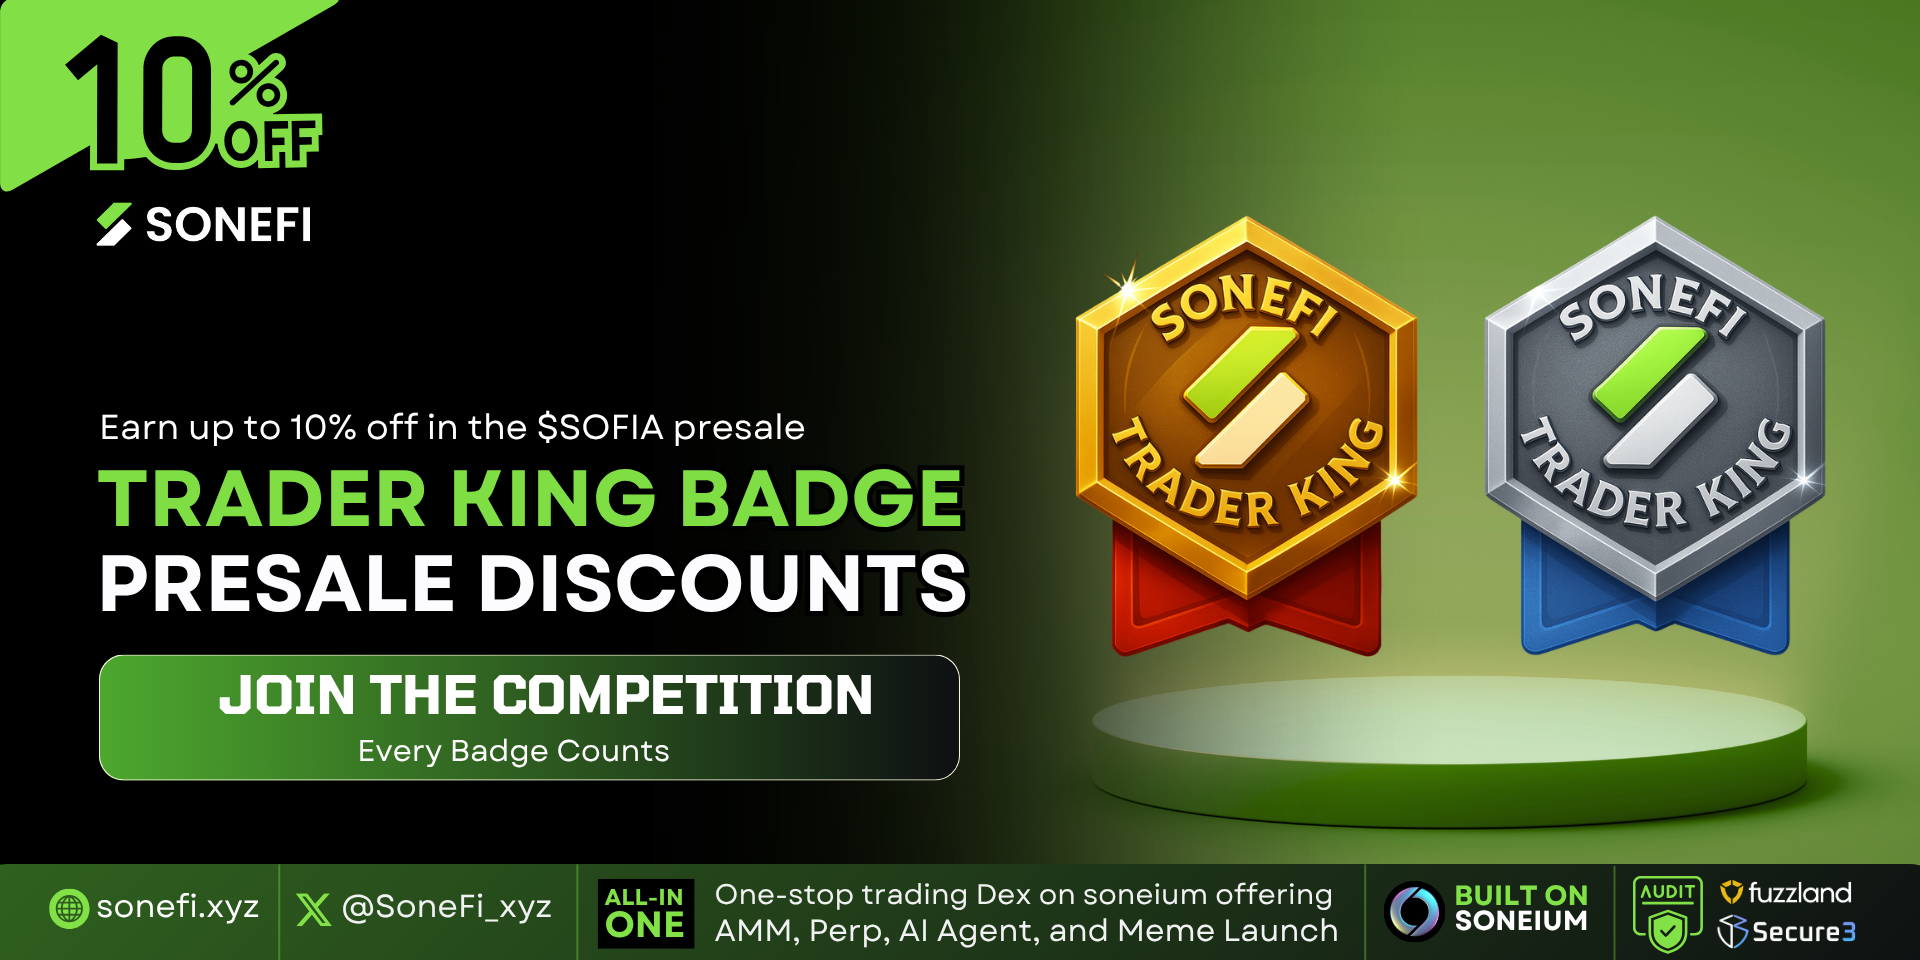 10%
OFF
SONEFI
Earn up to 10% off in the $SOFIA presale
TRADER KING BADGE
PRESALE DISCOUNTS
JOIN THE COMPETITION
Every Badge Counts
SONEFI
TRADER KING
SONEFI
TRADER KING
sonefi.xyz
@SoneFi_xyz
ALL-IN
ONE
One-stop trading Dex on soneium offering
AMM, Perp, AI Agent, and Meme Launch
BUILT ON
SONEIUM
AUDIT
fuzzland
Secure3